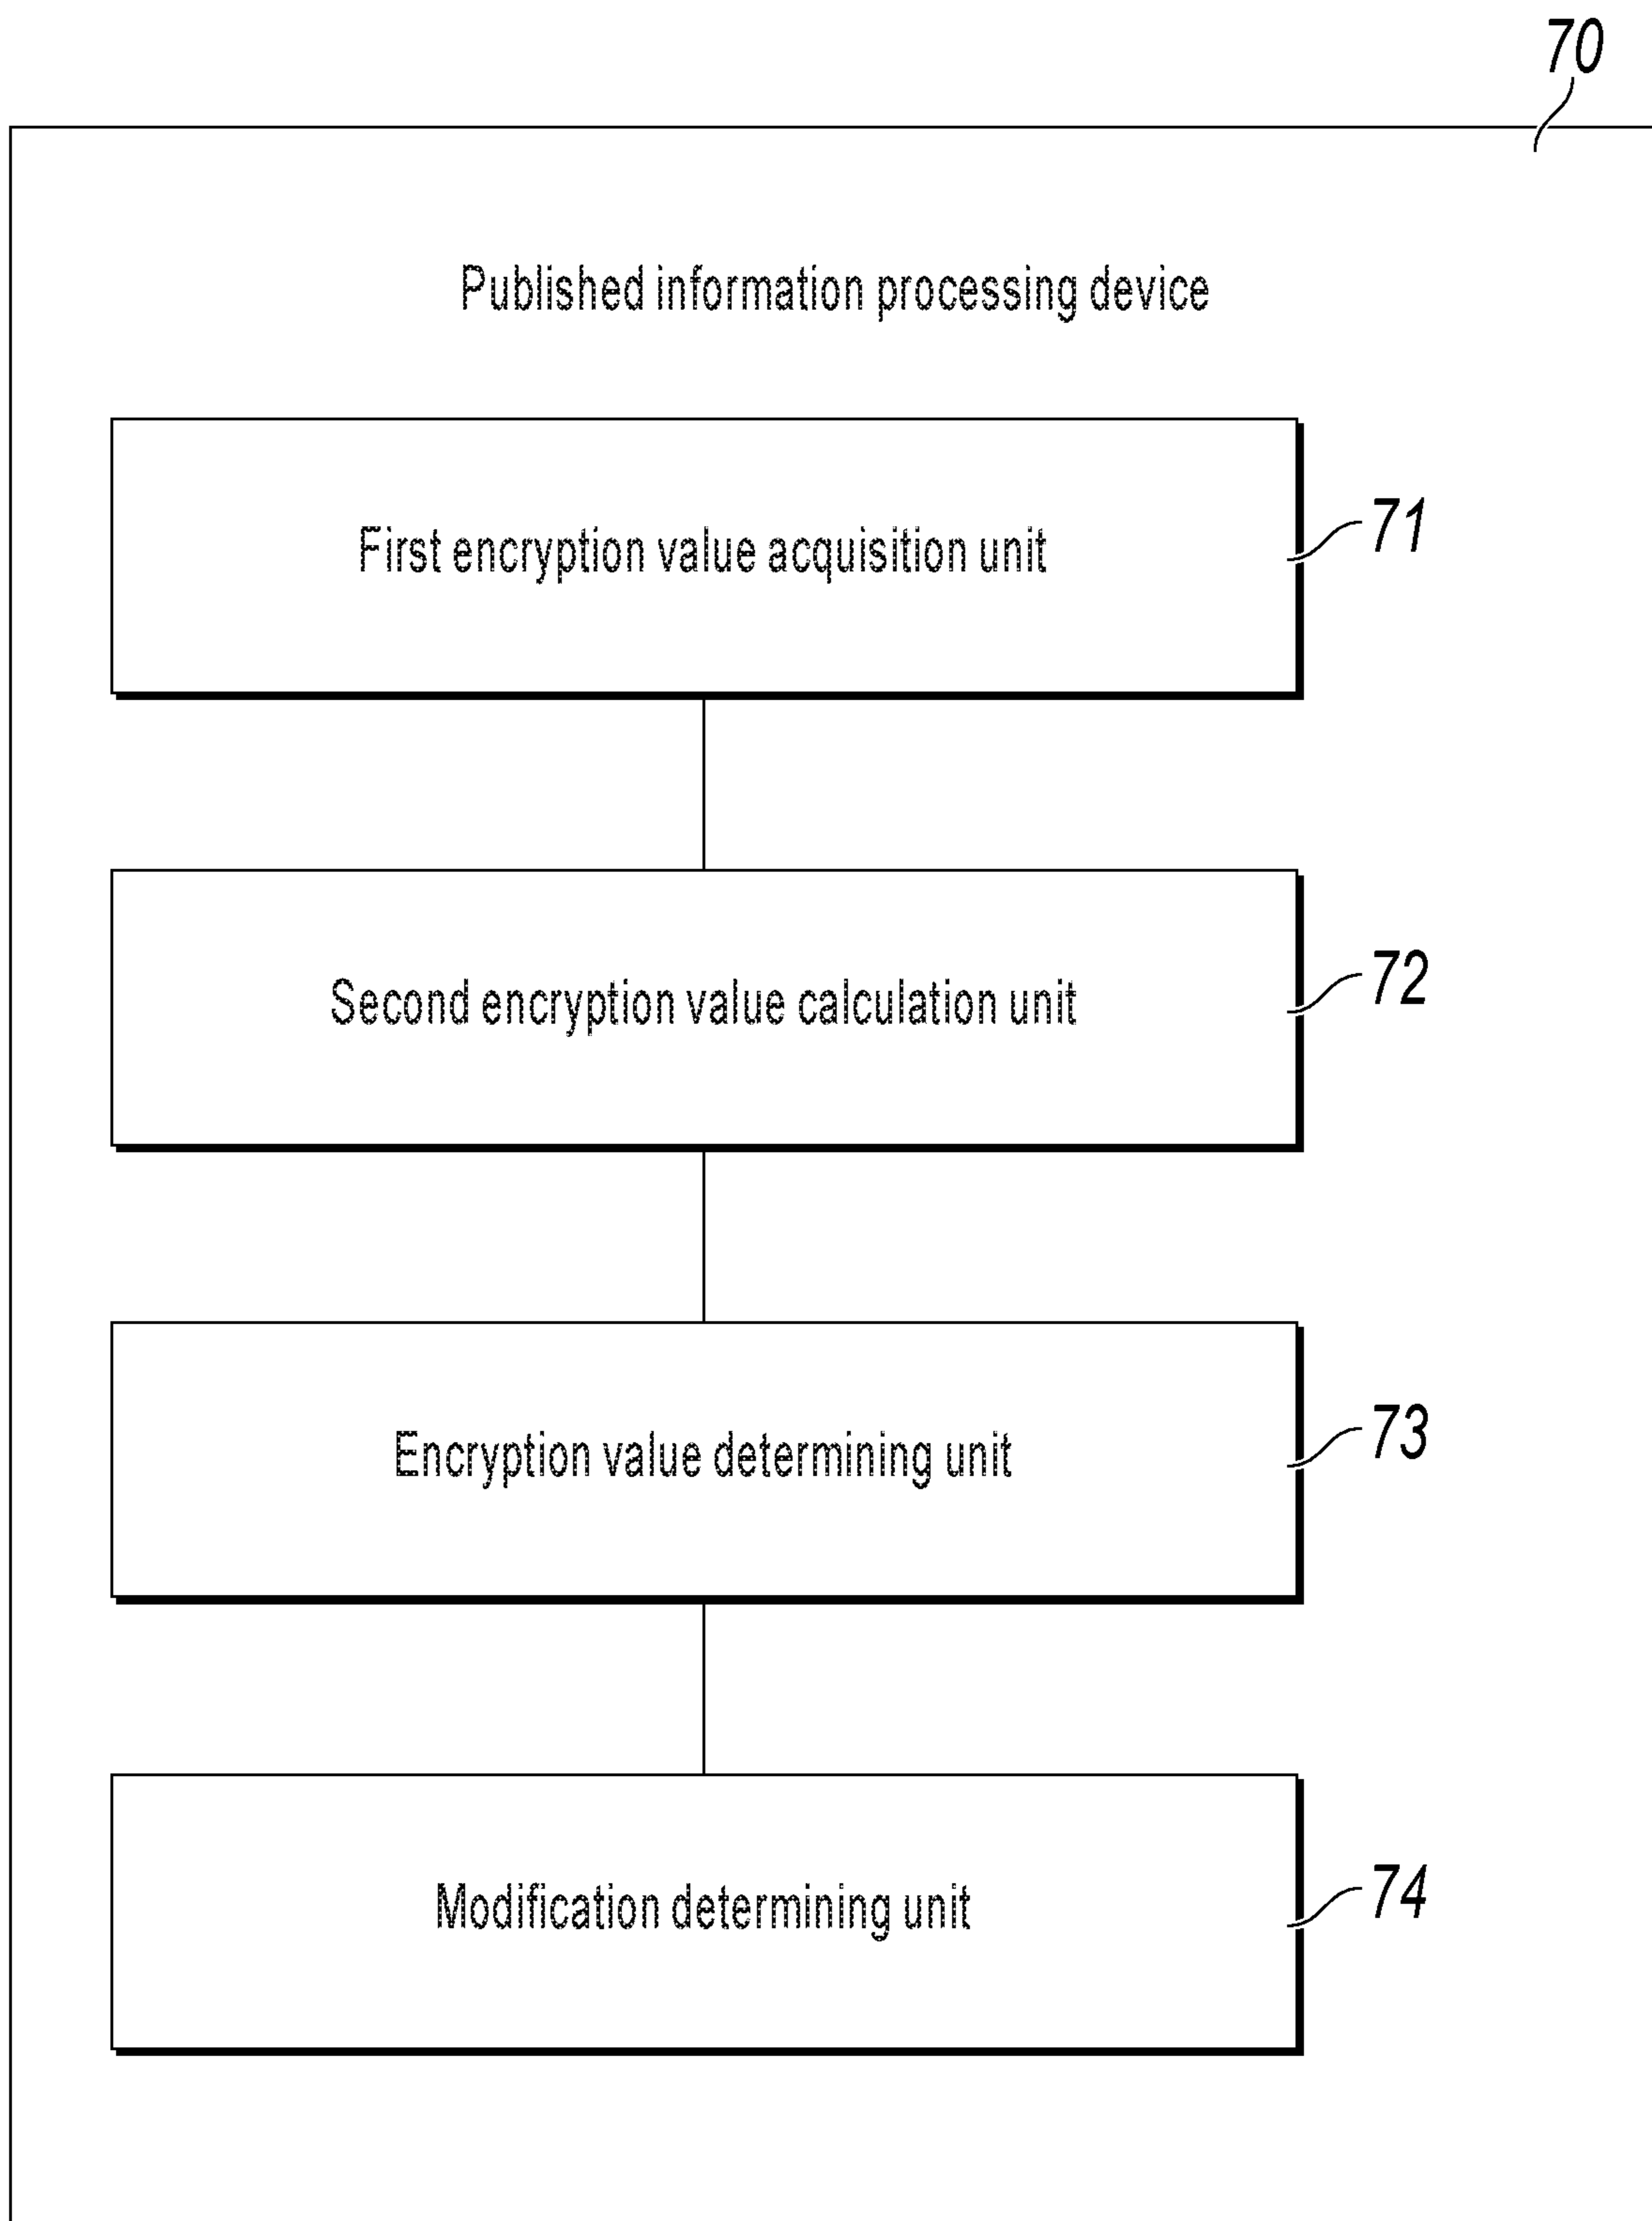 70
Published information processing device
First encryption value acquisition unit
71
Second encryption value calculation unit
72
Encryption value determining unit
73
Modification determining unit
74